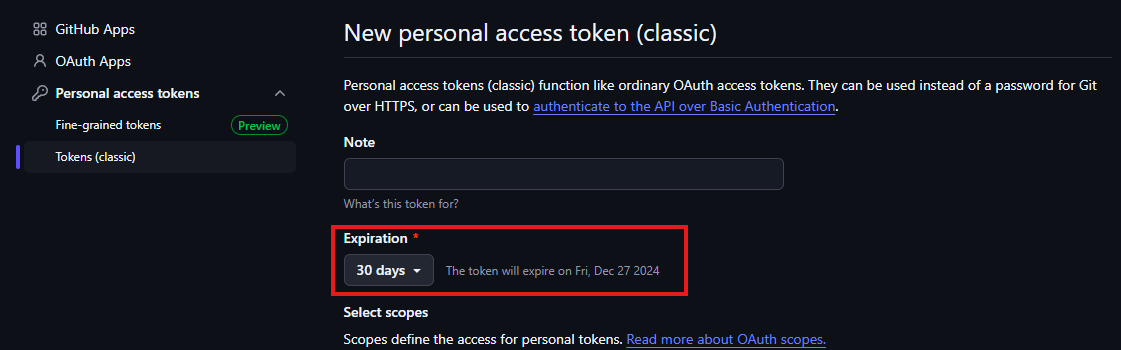 GitHub Apps
OAuth Apps
Personal access tokens
Fine-grained tokens
Preview
Tokens (classic)
New personal access token (classic)
Personal access tokens (classic) function like ordinary OAuth access tokens. They can be used instead of a password for Git
over HTTPS, or can be used to authenticate to the API over Basic Authentication.
Note
What's this token for?
Expiration *
30 days
The token will expire on Fri, Dec 27 2024
Select scopes
Scopes define the access for personal tokens. Read more about OAuth scopes.